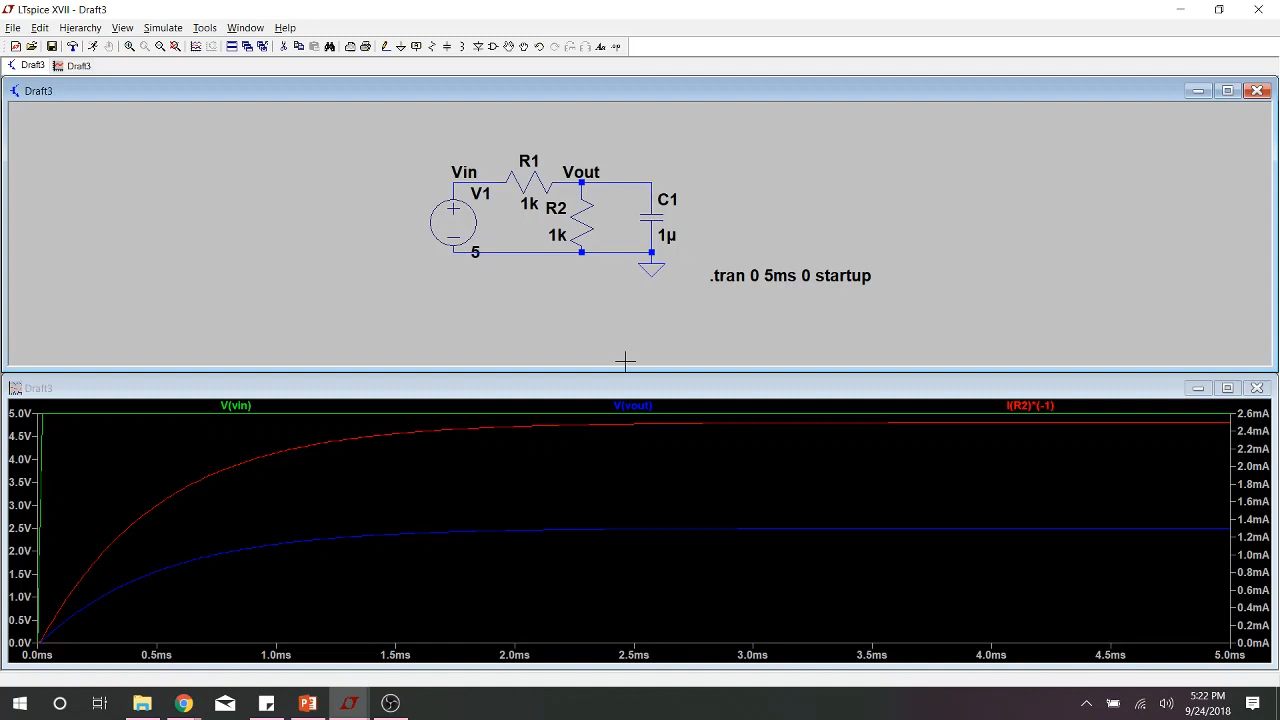 LTspice XVII - Draft3
File Edit Hierarchy View Simulate Tools Window Help
Draft3 Draft3
Draft3
Vin R1 Vout
V1 C1
1k R2
1k 1µ
5
.tran 0 5ms 0 startup
Draft3
V(vin) V(vout) I(R2)*(-1)
5.0V 2.6mA
4.5V 2.4mA
4.0V 2.2mA
3.5V 2.0mA
3.0V 1.8mA
2.5V 1.6mA
2.0V 1.4mA
1.5V 1.2mA
1.0V 1.0mA
0.5V 0.8mA
0.0V 0.6mA
0.4mA
0.2mA
0.0mA
0.0ms 0.5ms 1.0ms 1.5ms 2.0ms 2.5ms 3.0ms 3.5ms 4.0ms 4.5ms 5.0ms
5:22 PM
9/24/2018